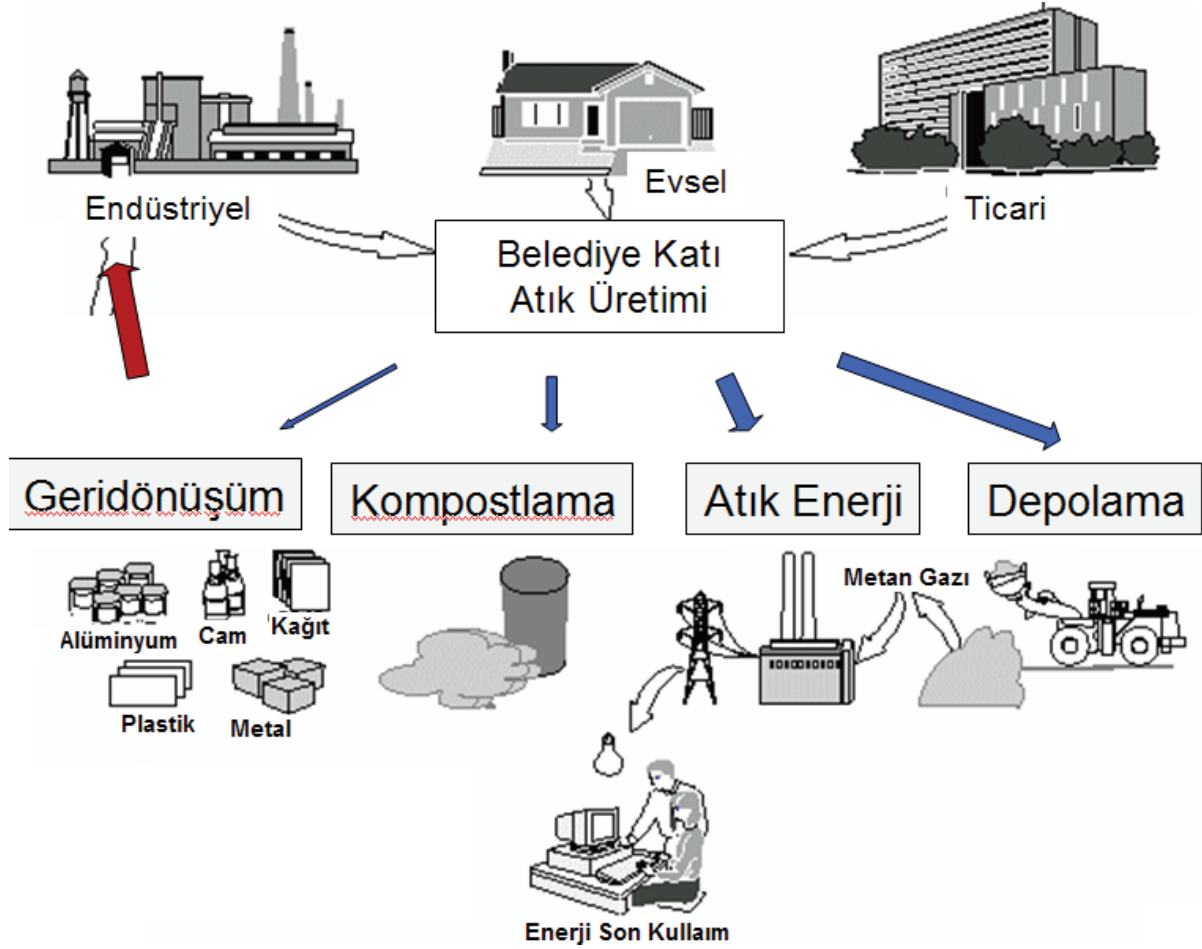 Endüstriyel
Evsel
Ticari
Belediye Katı
Atık Üretimi
Geridönüşüm
Kompostlama
Atık Enerji
Depolama
Alüminyum
Cam
Kağıt
Plastik
Metal
Metan Gazı
Enerji Son Kullaım